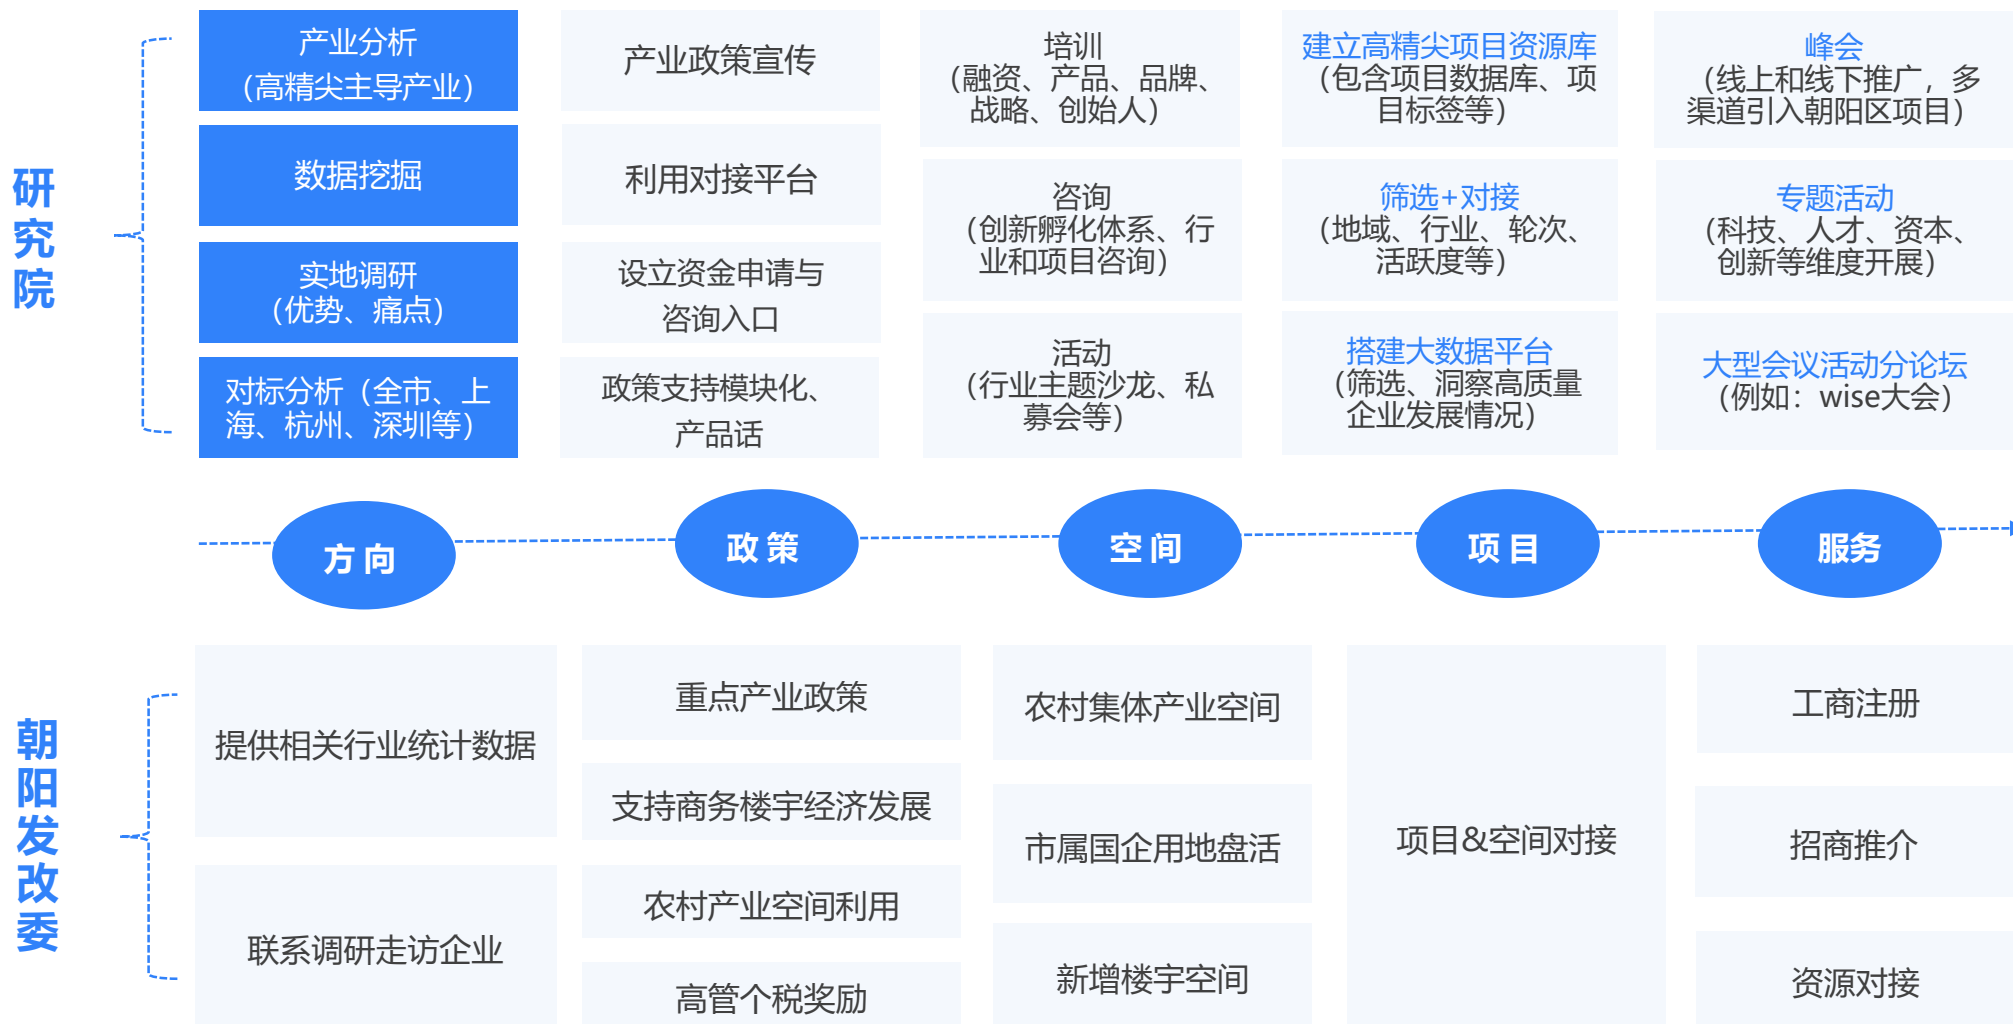 研究院
产业分析
（高精尖主导产业）
数据挖掘
实地调研
（优势、痛点）
对标分析（全市、上
海、杭州、深圳等）
产业政策宣传
利用对接平台
设立资金申请与
咨询入口
政策支持模块化、
产品话
培训
（融资、产品、品牌、
战略、创始人）
咨询
（创新孵化体系、行
业和项目咨询）
活动
（行业主题沙龙、私
募会等）
建立高精尖项目资源库
（包含项目数据库、项
目标签等）
筛选+对接
（地域、行业、轮次、
活跃度等）
搭建大数据平台
（筛选、洞察高质量
企业发展情况）
峰会
（线上和线下推广，多
渠道引入朝阳区项目）
专题活动
（科技、人才、资本、
创新等维度开展）
大型会议活动分论坛
（例如：wise大会）
方向
政策
空间
项目
服务
朝阳发改委
提供相关行业统计数据
联系调研走访企业
重点产业政策
支持商务楼宇经济发展
农村产业空间利用
高管个税奖励
农村集体产业空间
市属国企用地盘活
新增楼宇空间
项目&空间对接
工商注册
招商推介
资源对接